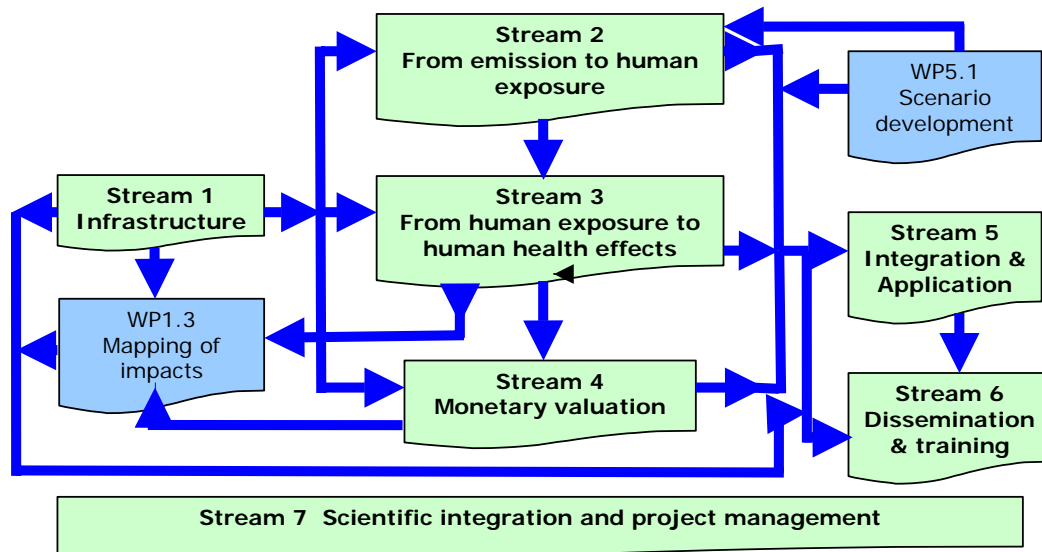 Stream 2
From emission to human
exposure
WP5.1
Scenario
development
Stream 1
Infrastructure
Stream 3
From human exposure to
human health effects
Stream 5
Integration &
Application
WP1.3
Mapping of
impacts
Stream 4
Monetary valuation
Stream 6
Dissemination
& training
Stream 7 Scientific integration and project management